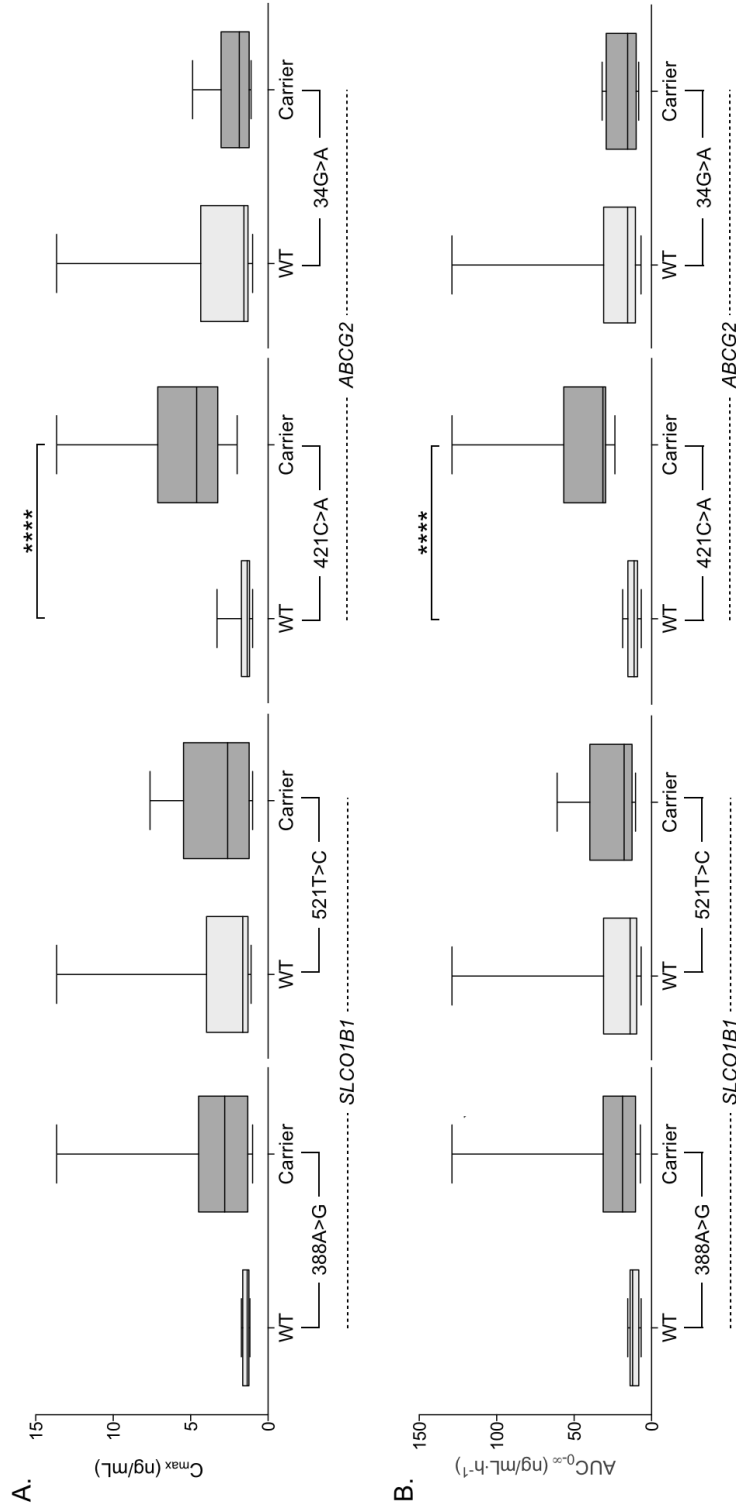 A.
15
10
5
0
Cmax (ng/mL)
****
WT Carrier WT Carrier WT Carrier WT Carrier
388A>G 521T>C 421C>A 34G>A
SLCO1B1 ABCG2
B.
150
100
50
0
AUC0-∞ (ng/mL·h-1)
****
WT Carrier WT Carrier WT Carrier WT Carrier
388A>G 521T>C 421C>A 34G>A
SLCO1B1 ABCG2